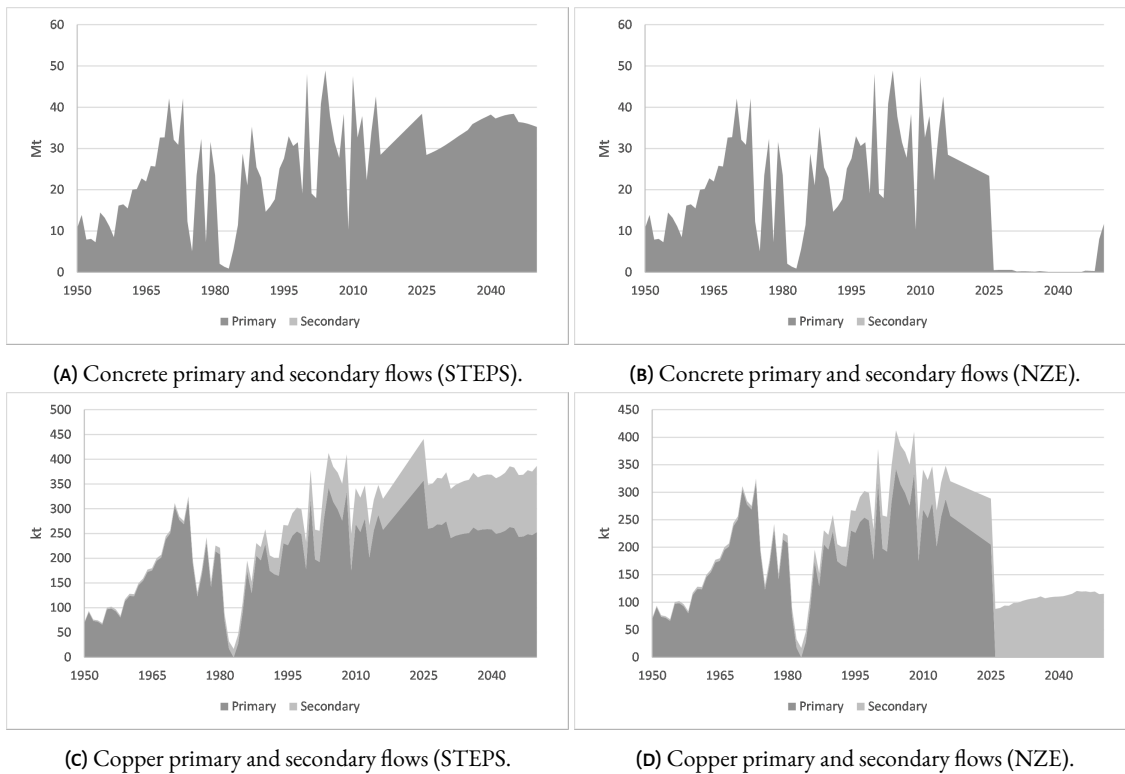 60
50
40
30
20
10
0
Mt
1950 1965 1980 1995 2010 2025 2040
Primary Secondary
(A) Concrete primary and secondary flows (STEPS).
60
50
40
30
20
10
0
Mt
1950 1965 1980 1995 2010 2025 2040
Primary Secondary
(B) Concrete primary and secondary flows (NZE).
500
450
400
350
300
250
200
150
100
50
0
kt
1950 1965 1980 1995 2010 2025 2040
Primary Secondary
(C) Copper primary and secondary flows (STEPS.
450
400
350
300
250
200
150
100
50
0
kt
1950 1965 1980 1995 2010 2025 2040
Primary Secondary
(D) Copper primary and secondary flows (NZE).